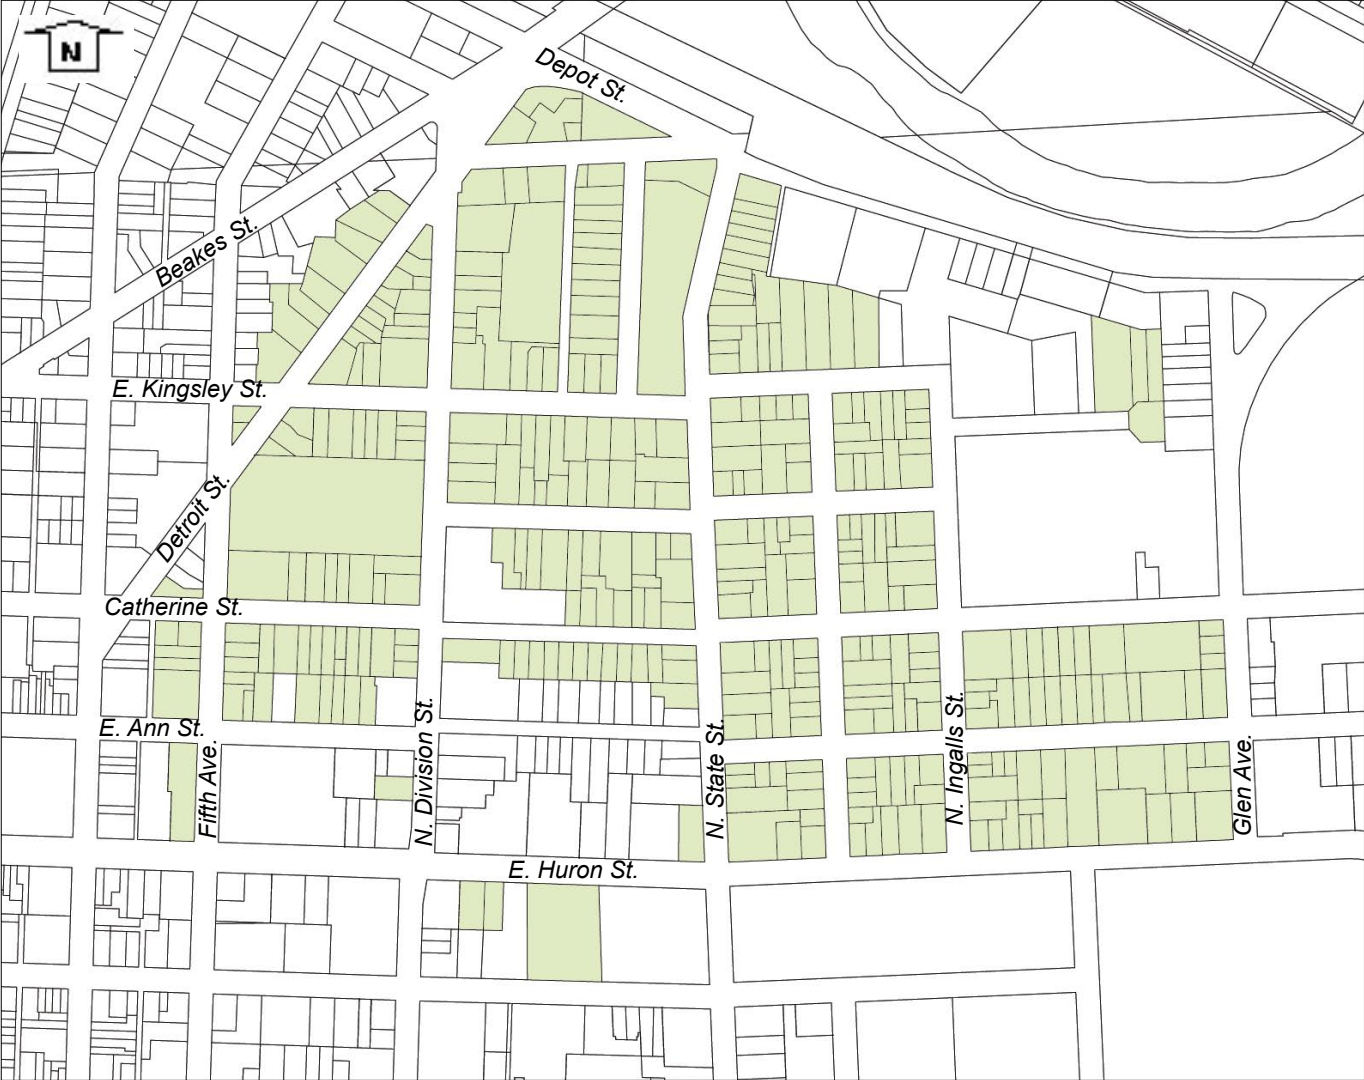 N
Depot St.
Beakes St.
E. Kingsley St.
Detroit St.
Catherine St.
E. Ann St.
Fifth Ave.
N. Division St.
N. State St.
N. Ingalls St.
Glen Ave.
E. Huron St.